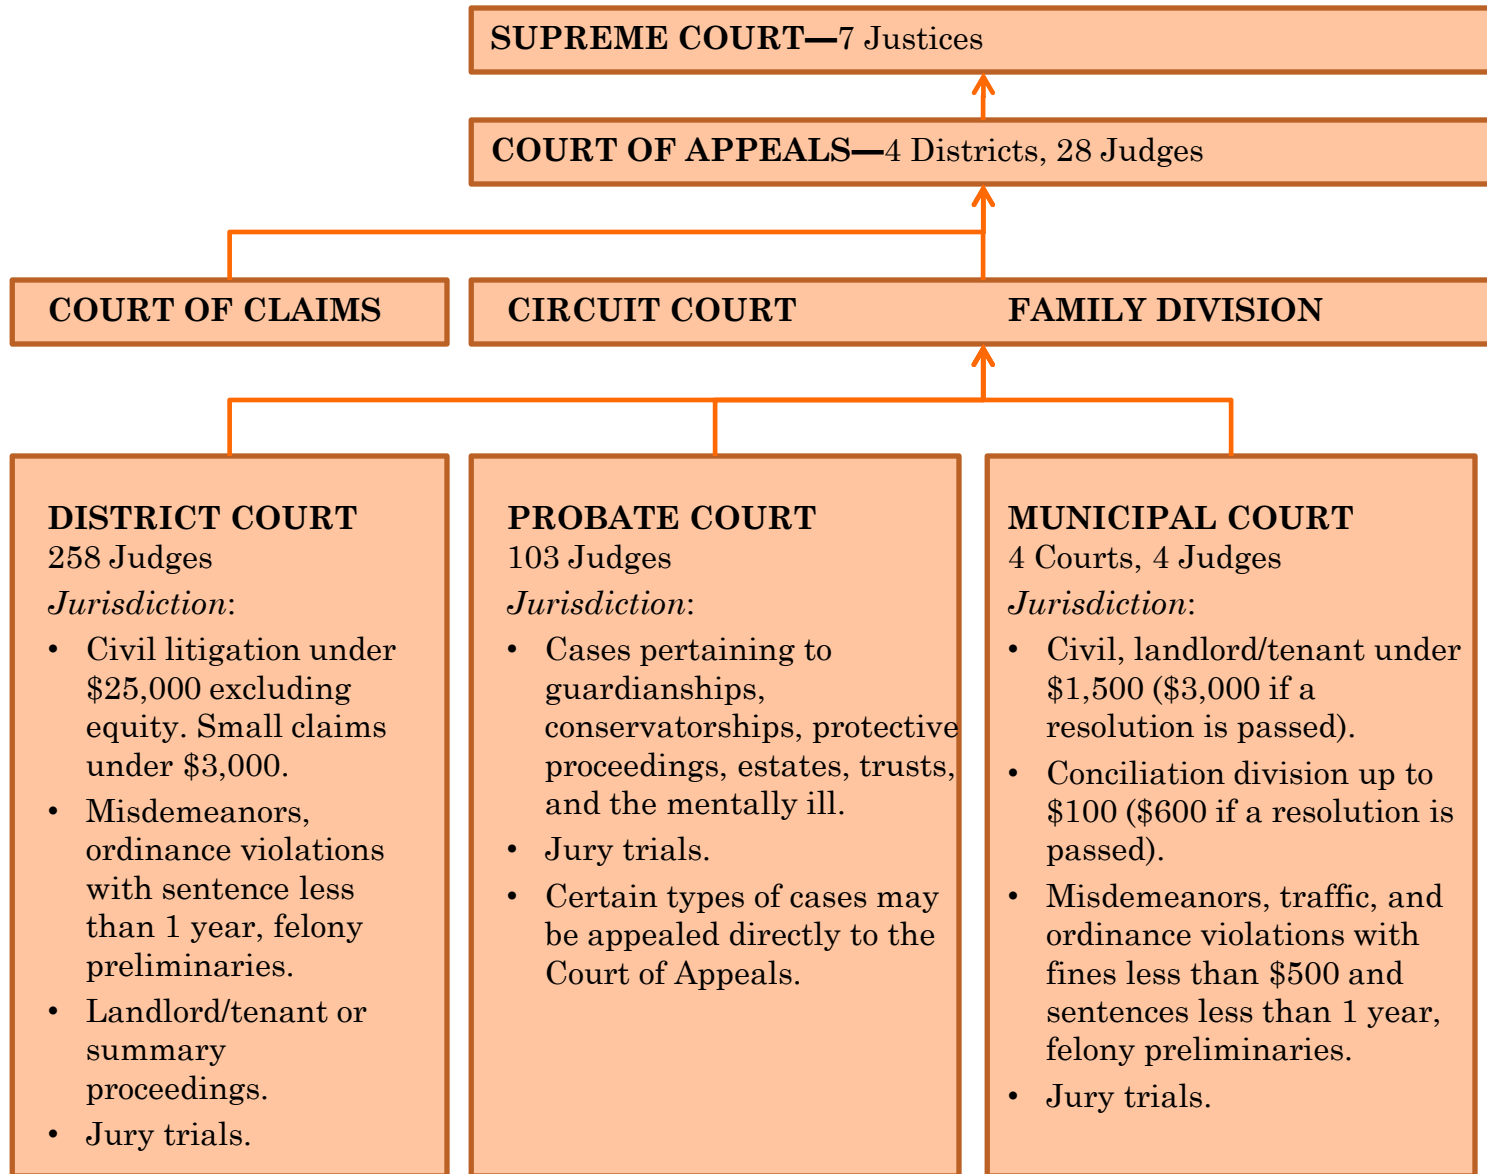 SUPREME COURT—7 Justices
COURT OF APPEALS—4 Districts, 28 Judges
COURT OF CLAIMS
CIRCUIT COURT
FAMILY DIVISION
DISTRICT COURT
258 Judges
Jurisdiction:
• Civil litigation under
$25,000 excluding
equity. Small claims
under $3,000.
• Misdemeanors,
ordinance violations
with sentence less
than 1 year, felony
preliminaries.
• Landlord/tenant or
summary
proceedings.
• Jury trials.
PROBATE COURT
103 Judges
Jurisdiction:
• Cases pertaining to
guardianships,
conservatorships, protective
proceedings, estates, trusts,
and the mentally ill.
• Jury trials.
• Certain types of cases may
be appealed directly to the
Court of Appeals.
MUNICIPAL COURT
4 Courts, 4 Judges
Jurisdiction:
• Civil, landlord/tenant under
$1,500 ($3,000 if a
resolution is passed).
• Conciliation division up to
$100 ($600 if a resolution is
passed).
• Misdemeanors, traffic, and
ordinance violations with
fines less than $500 and
sentences less than 1 year,
felony preliminaries.
• Jury trials.